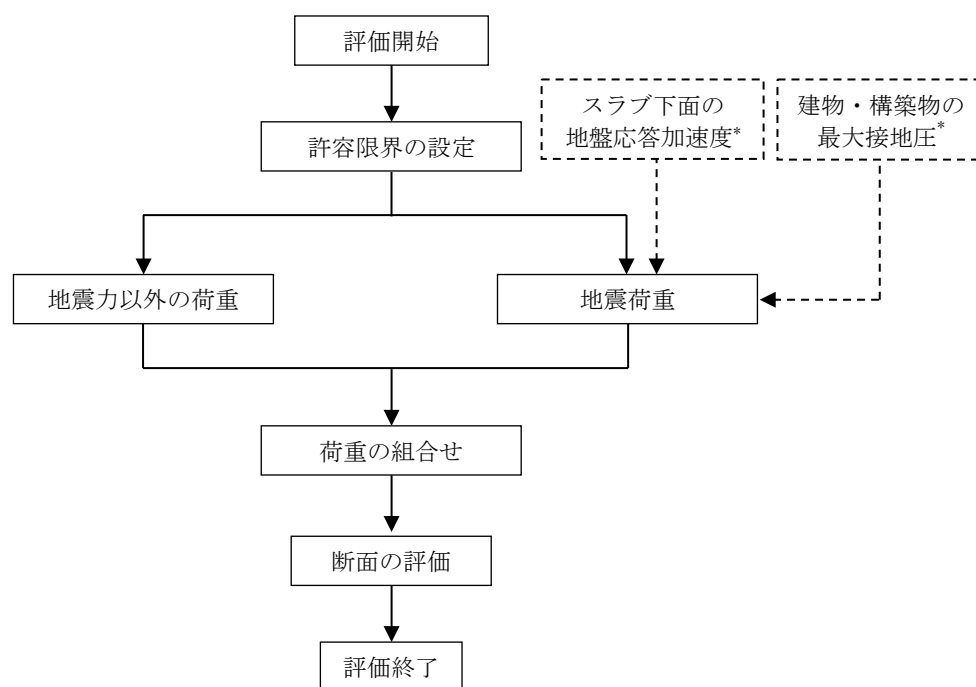 評価開始
スラブ下面の
地盤応答加速度*
建物・構築物の
最大接地圧*
許容限界の設定
地震力以外の荷重
地震荷重
荷重の組合せ
断面の評価
評価終了